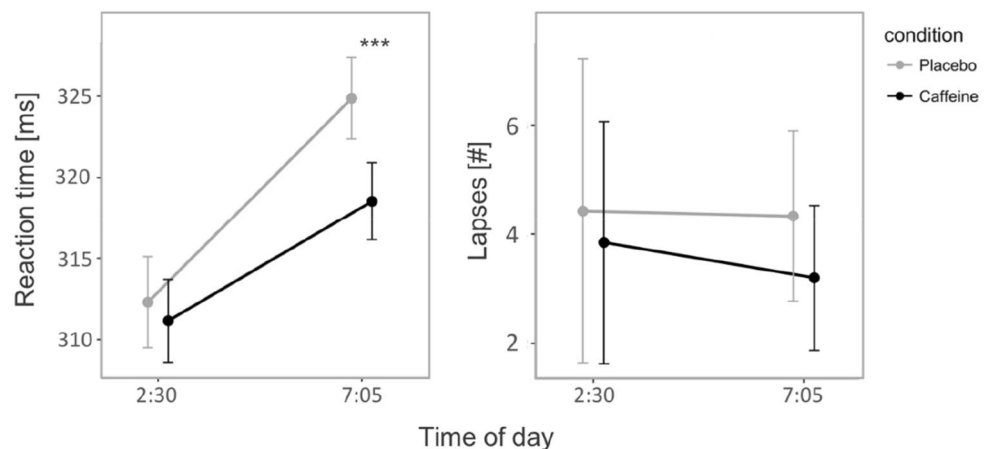 Reaction time [ms]
325
320
315
310
***
2:30
7:05
Lapses [#]
6
4
2
2:30
7:05
Time of day
condition
Placebo
Caffeine